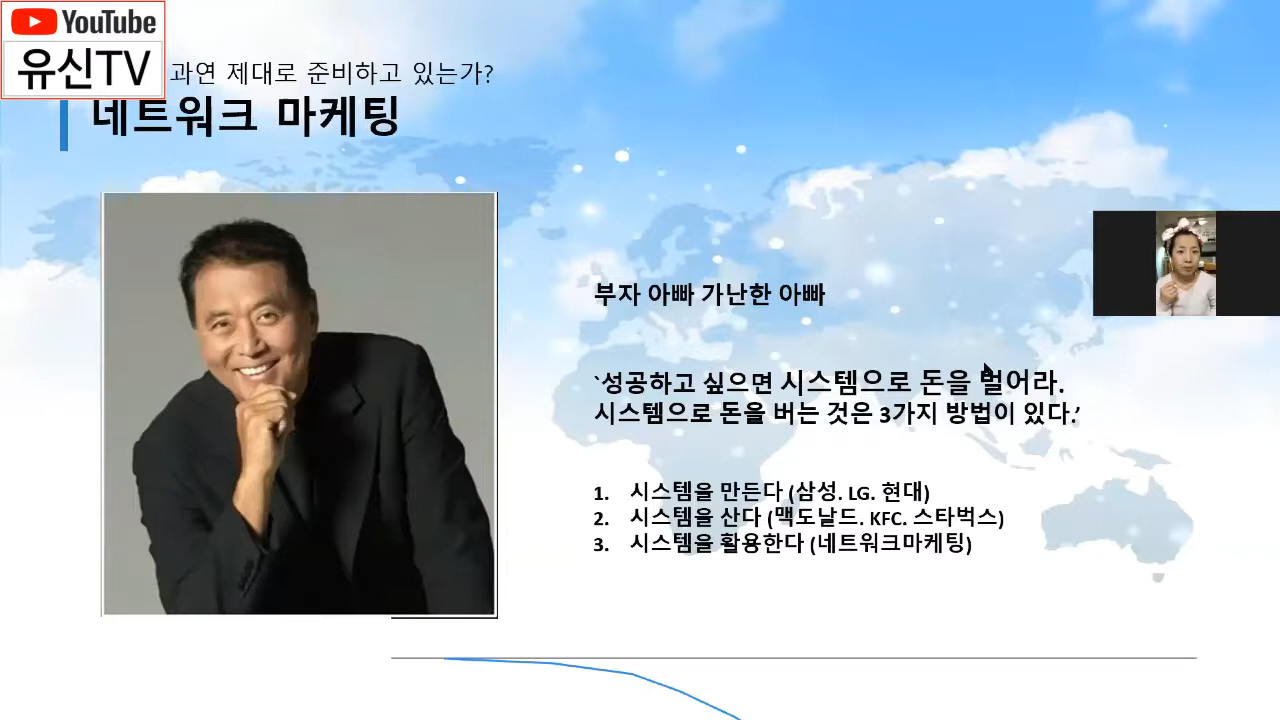 YouTube
유신TV
과연 제대로 준비하고 있는가?
네트워크 마케팅
부자 아빠 가난한 아빠
`성공하고 싶으면 시스템으로 돈을 벌어라.
시스템으로 돈을 버는 것은 3가지 방법이 있다.'
1. 시스템을 만든다 (삼성. LG. 현대)
2. 시스템을 산다 (맥도날드. KFC. 스타벅스)
3. 시스템을 활용한다 (네트워크마케팅)